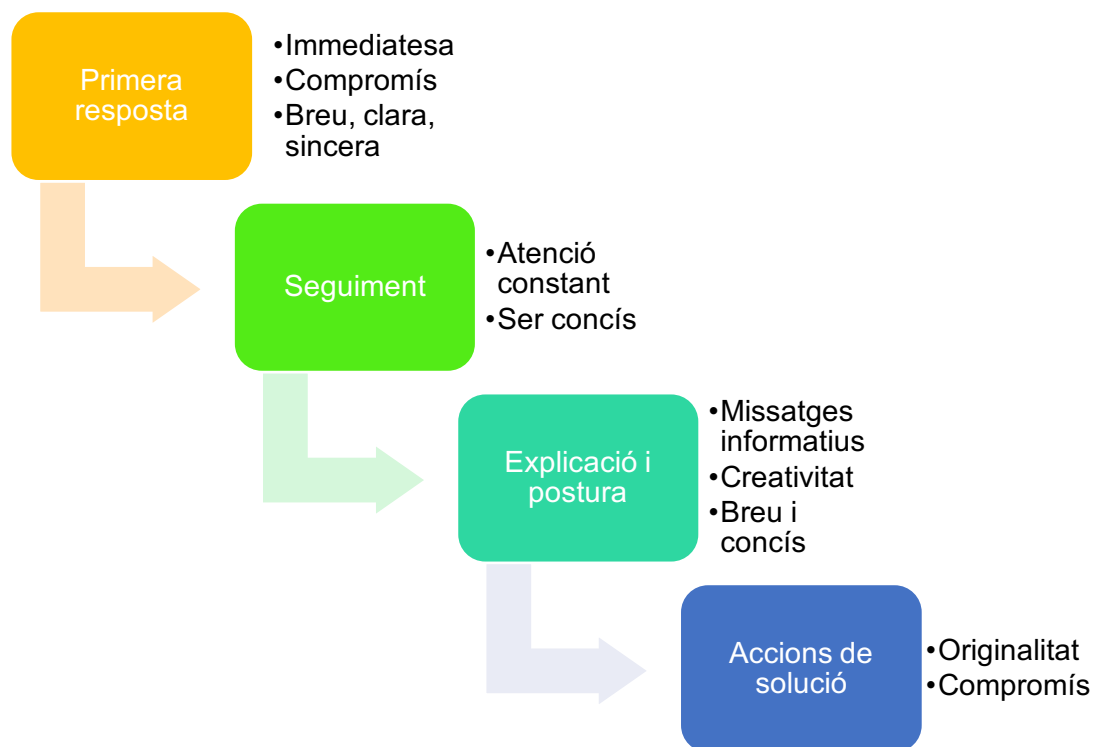 Primera
resposta
•Immediatesa
•Compromís
•Breu, clara,
sincera
Seguiment
•Atenció
constant
•Ser concís
Explicació i
postura
•Missatges
informatius
•Creativitat
•Breu i
concís
Accions de
solució
•Originalitat
•Compromís